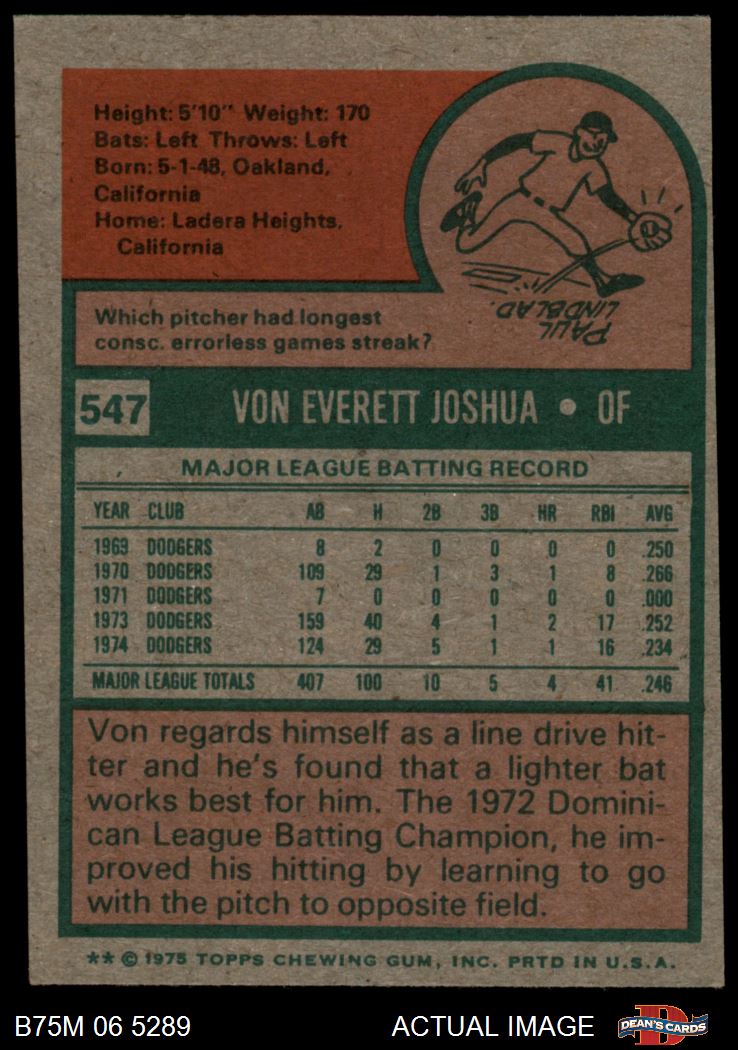 Height: 5'10" Weight: 170
Bats: Left Throws: Left
Born: 5-1-48, Oakland,
California
Home: Ladera Heights,
California
PAUL
LINDBLAD.
Which pitcher had longest
consc. errorless games streak?
547 VON EVERETT JOSHUA • OF
MAJOR LEAGUE BATTING RECORD
YEAR CLUB AB H 2B 3B HR RBI AVG
1969 DODGERS 8 2 0 0 0 0 .250
1970 DODGERS 109 29 1 3 1 8 .266
1971 DODGERS 7 0 0 0 0 0 .000
1973 DODGERS 159 40 4 1 2 17 .252
1974 DODGERS 124 29 5 1 1 16 .234
MAJOR LEAGUE TOTALS 407 100 10 5 4 41 .246
Von regards himself as a line drive hit-
ter and he's found that a lighter bat
works best for him. The 1972 Domini-
can League Batting Champion, he im-
proved his hitting by learning to go
with the pitch to opposite field.
** © 1975 TOPPS CHEWING GUM, INC. PRTD IN U.S.A.
B75M 06 5289 ACTUAL IMAGE D DEAN'S CARDS